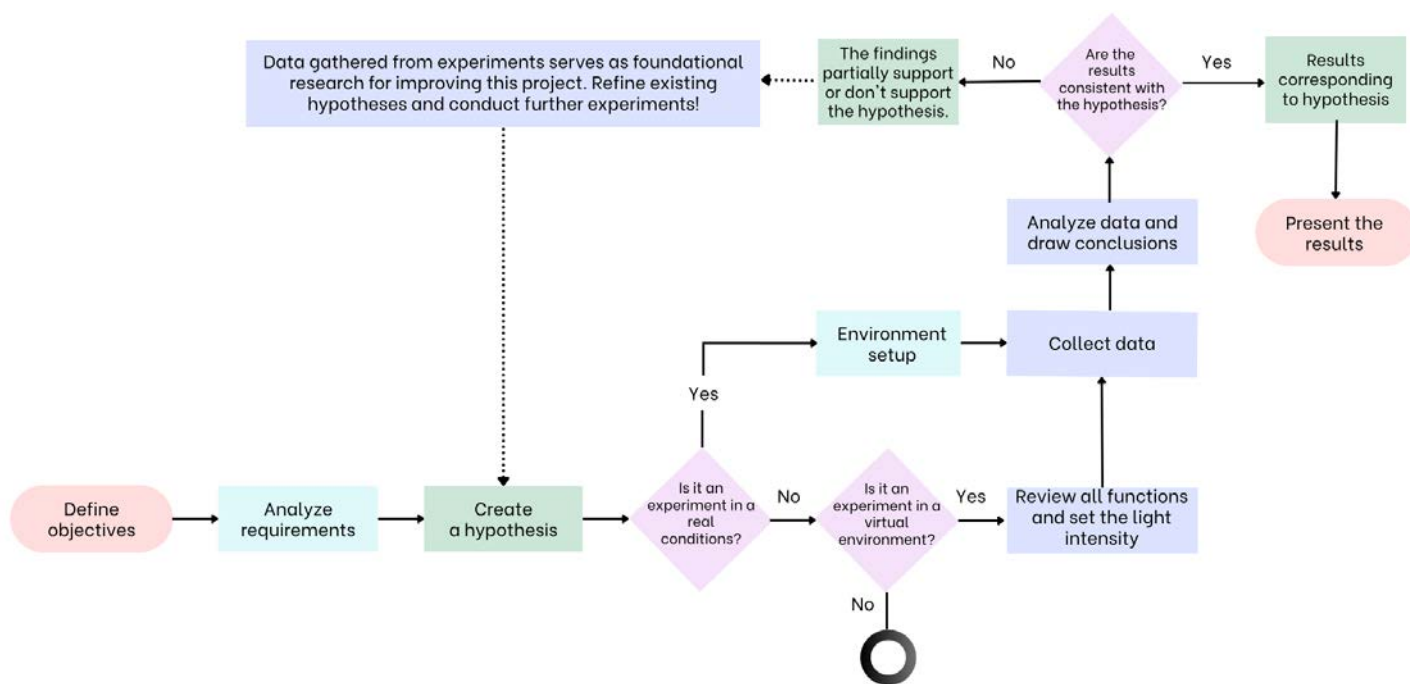 Data gathered from experiments serves as foundational
research for improving this project. Refine existing
hypotheses and conduct further experiments!
The findings
partially support
or don't support
the hypothesis.
No
Are the
results
consistent with
the hypothesis?
Yes
Results
corresponding
to hypothesis
Analyze data and
draw conclusions
Present the
results
Environment
setup
Collect data
Yes
Define
objectives
Analyze
requirements
Create
a hypothesis
Is it an
experiment in a
real
conditions?
No
Is it an
experiment in a
virtual
environment?
Yes
Review all functions
and set the light
intensity
No